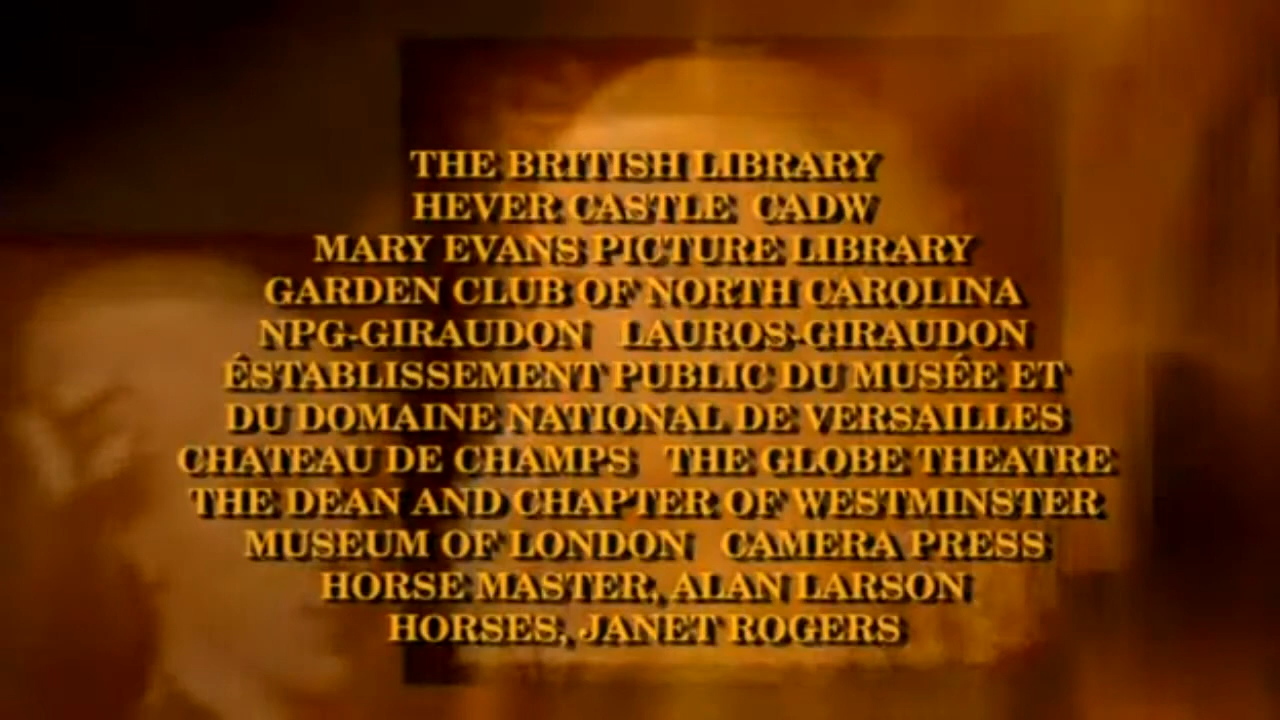 THE BRITISH LIBRARY
HEVER CASTLE CADW
MARY EVANS PICTURE LIBRARY
GARDEN CLUB OF NORTH CAROLINA
NPG-GIRAUDON LAUROS-GIRAUDON
ÉSTABLISSEMENT PUBLIC DU MUSÉE ET
DU DOMAINE NATIONAL DE VERSAILLES
CHATEAU DE CHAMPS THE GLOBE THEATRE
THE DEAN AND CHAPTER OF WESTMINSTER
MUSEUM OF LONDON CAMERA PRESS
HORSE MASTER, ALAN LARSON
HORSES, JANET ROGERS